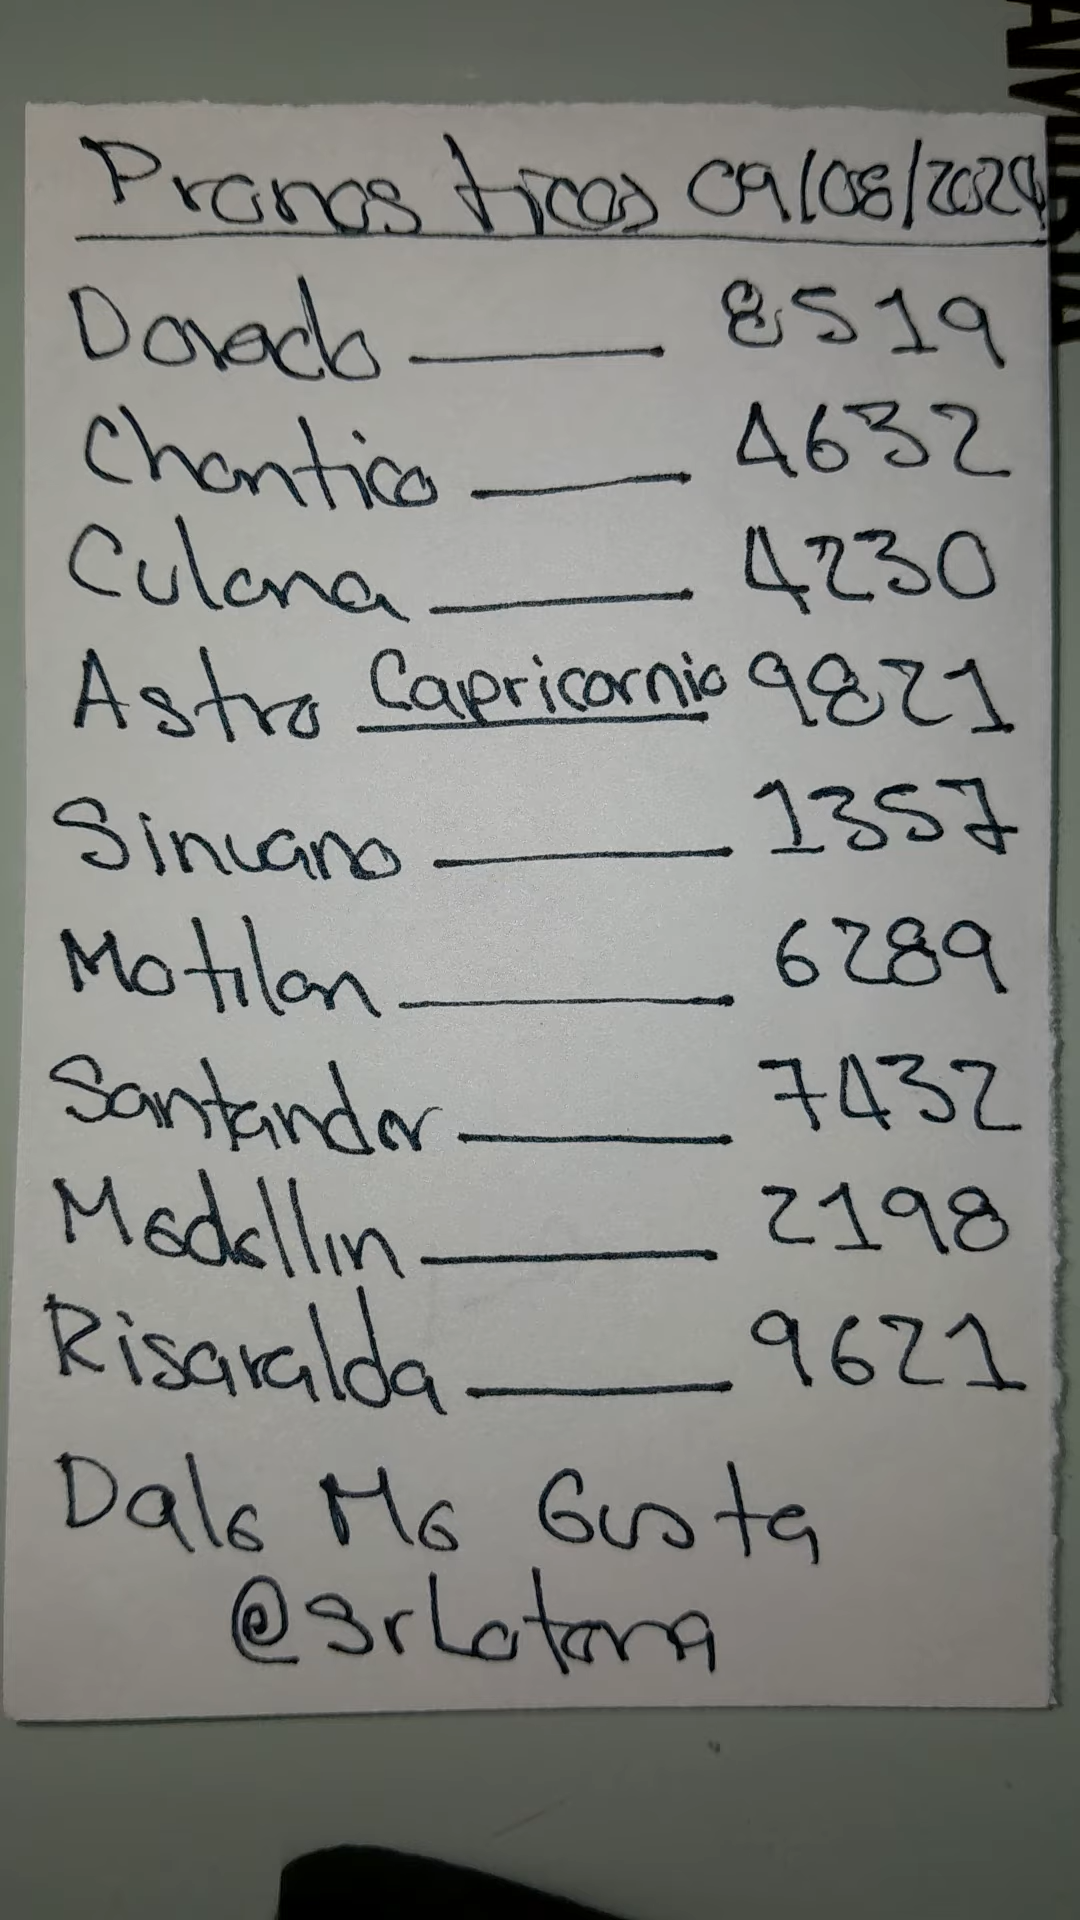 Pronosticos 09/08/2024
Dorado 8519
Chontico 4632
Culona 4230
Astro Capricornio 9821
Sinuano 1357
Motilon 6289
Santander 7432
Medellin 2198
Risaralda 9621
Dale Me Gusta
@SrLotona